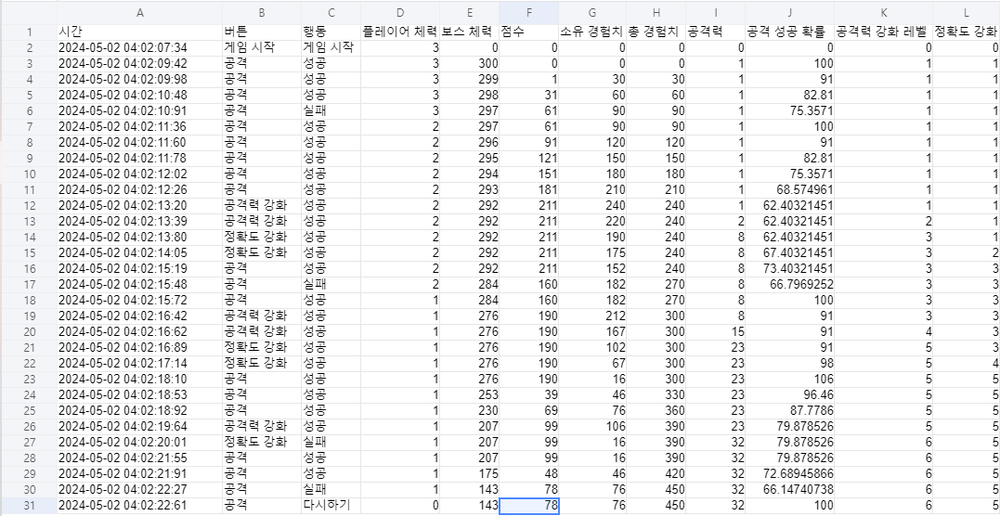 A B C D E F G H I J K L
1 시간 버튼 행동 플레이어 체력 보스 체력 점수 소유 경험치 총 경험치 공격력 공격 성공 확률 공격력 강화 레벨 정확도 강화
2 2024-05-02 04:02:07:34 게임 시작 게임 시작 3 0 0 0 0 0 0 0 0
3 2024-05-02 04:02:09:42 공격 성공 3 300 0 0 0 1 100 1 1
4 2024-05-02 04:02:09:98 공격 성공 3 299 1 30 30 1 91 1 1
5 2024-05-02 04:02:10:48 공격 성공 3 298 31 60 60 1 82.81 1 1
6 2024-05-02 04:02:10:91 공격 실패 3 297 61 90 90 1 75.3571 1 1
7 2024-05-02 04:02:11:36 공격 성공 2 297 61 90 90 1 100 1 1
8 2024-05-02 04:02:11:60 공격 성공 2 296 91 120 120 1 91 1 1
9 2024-05-02 04:02:11:78 공격 성공 2 295 121 150 150 1 82.81 1 1
10 2024-05-02 04:02:12:02 공격 성공 2 294 151 180 180 1 75.3571 1 1
11 2024-05-02 04:02:12:26 공격 성공 2 293 181 210 210 1 68.574961 1 1
12 2024-05-02 04:02:13:20 공격력 강화 성공 2 292 211 240 240 1 62.40321451 1 1
13 2024-05-02 04:02:13:39 공격력 강화 성공 2 292 211 220 240 2 62.40321451 2 1
14 2024-05-02 04:02:13:80 정확도 강화 성공 2 292 211 190 240 8 62.40321451 3 1
15 2024-05-02 04:02:14:05 정확도 강화 성공 2 292 211 175 240 8 67.40321451 3 2
16 2024-05-02 04:02:15:19 공격 성공 2 292 211 152 240 8 73.40321451 3 3
17 2024-05-02 04:02:15:48 공격 실패 2 284 160 182 270 8 66.7969252 3 3
18 2024-05-02 04:02:15:72 공격 성공 1 284 160 182 270 8 100 3 3
19 2024-05-02 04:02:16:42 공격력 강화 성공 1 276 190 212 300 8 91 3 3
20 2024-05-02 04:02:16:62 공격력 강화 성공 1 276 190 167 300 15 91 4 3
21 2024-05-02 04:02:16:89 정확도 강화 성공 1 276 190 102 300 23 91 5 3
22 2024-05-02 04:02:17:14 정확도 강화 성공 1 276 190 67 300 23 98 5 4
23 2024-05-02 04:02:18:10 공격 성공 1 276 190 16 300 23 106 5 5
24 2024-05-02 04:02:18:53 공격 성공 1 253 39 46 330 23 96.46 5 5
25 2024-05-02 04:02:18:92 공격 성공 1 230 69 76 360 23 87.7786 5 5
26 2024-05-02 04:02:19:64 공격력 강화 성공 1 207 99 106 390 23 79.878526 5 5
27 2024-05-02 04:02:20:01 정확도 강화 실패 1 207 99 16 390 32 79.878526 6 5
28 2024-05-02 04:02:21:55 공격 성공 1 207 99 16 390 32 79.878526 6 5
29 2024-05-02 04:02:21:91 공격 성공 1 175 48 46 420 32 72.68945866 6 5
30 2024-05-02 04:02:22:27 공격 실패 1 143 78 76 450 32 66.14740738 6 5
31 2024-05-02 04:02:22:61 공격 다시하기 0 143 78 76 450 32 100 6 5